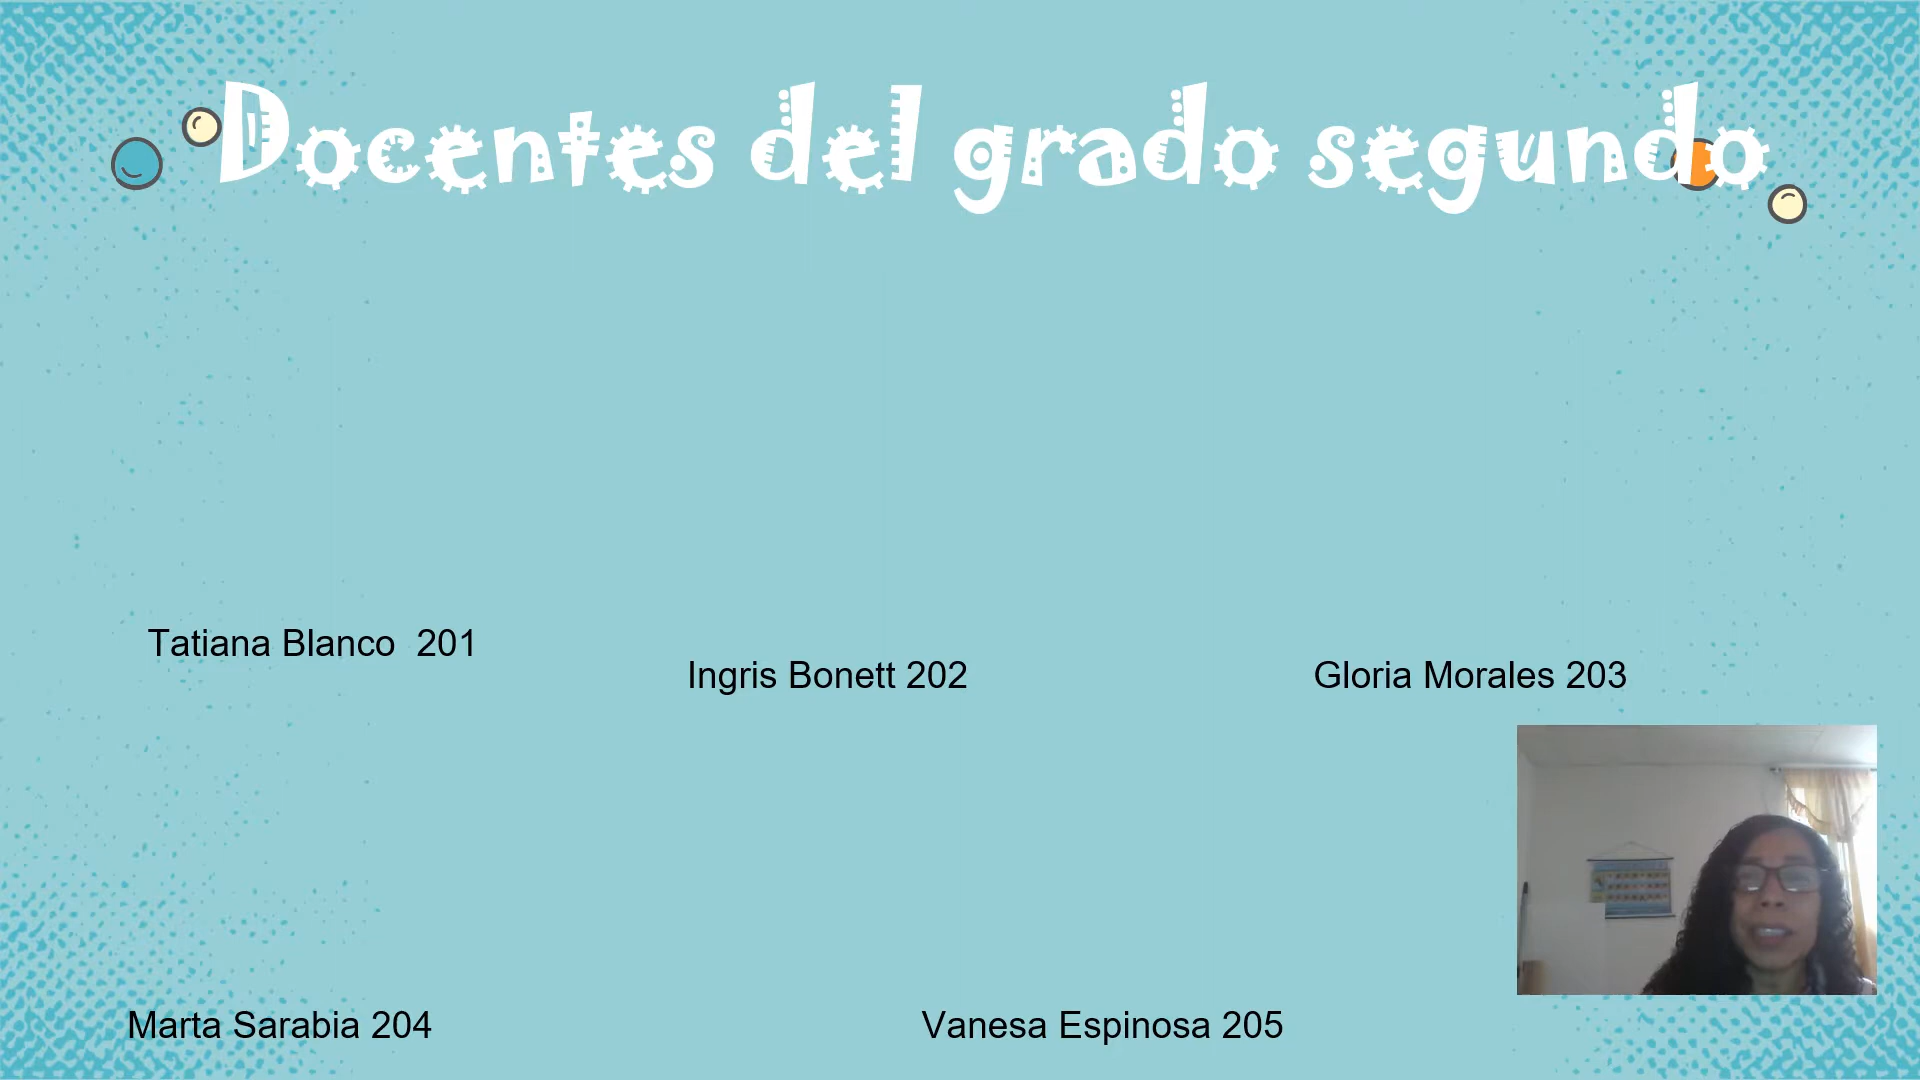 Docentes del grado segundo
Tatiana Blanco  201
Ingris Bonett 202
Gloria Morales 203
Marta Sarabia 204
Vanesa Espinosa 205